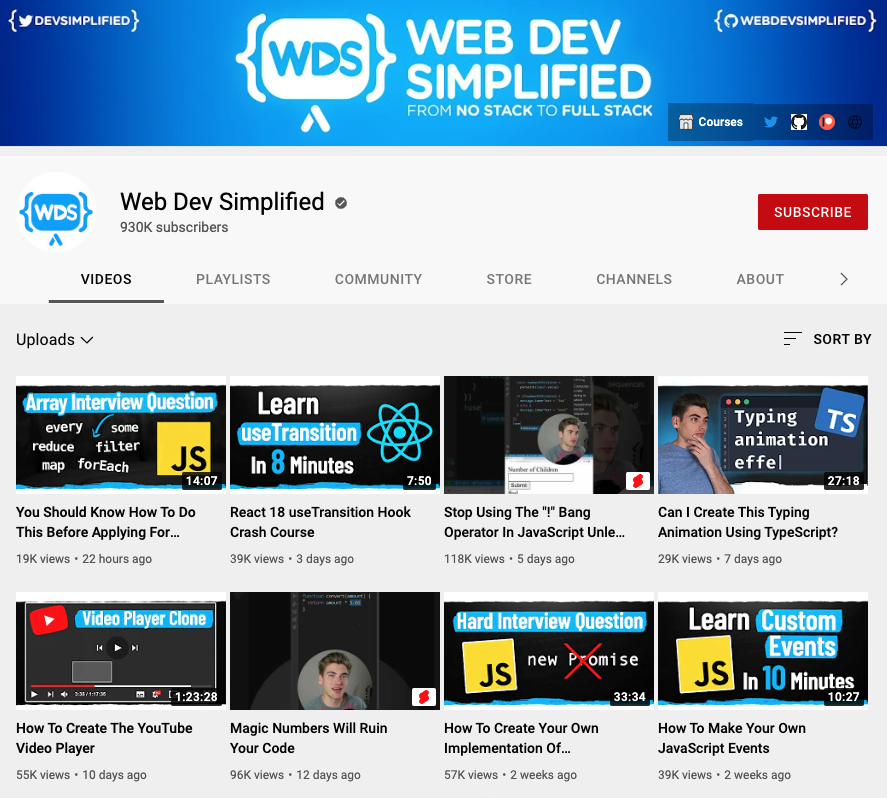 { DEVSIMPLIFIED }
{ WEBDEVSIMPLIFIED }
{WDS}
WEB DEV
SIMPLIFIED
FROM NO STACK TO FULL STACK
Courses
{WDS}
Web Dev Simplified
930K subscribers
SUBSCRIBE
VIDEOS PLAYLISTS COMMUNITY STORE CHANNELS ABOUT
Uploads
SORT BY
Array Interview Question
every some
reduce filter
map forEach
JS
14:07
You Should Know How To Do
This Before Applying For…
19K views • 22 hours ago
Learn
useTransition
In 8 Minutes
7:50
React 18 useTransition Hook
Crash Course
39K views • 3 days ago
Number of Children
Submit
Stop Using The "!" Bang
Operator In JavaScript Unle…
118K views • 5 days ago
Typing
animation
effe|
TS
27:18
Can I Create This Typing
Animation Using TypeScript?
29K views • 7 days ago
Video Player Clone
1:23:28
How To Create The YouTube
Video Player
55K views • 10 days ago
Magic Numbers Will Ruin
Your Code
96K views • 12 days ago
Hard Interview Question
JS
new Promise
33:34
How To Create Your Own
Implementation Of…
57K views • 2 weeks ago
Learn Custom
Events
JS
In 10 Minutes
10:27
How To Make Your Own
JavaScript Events
39K views • 2 weeks ago